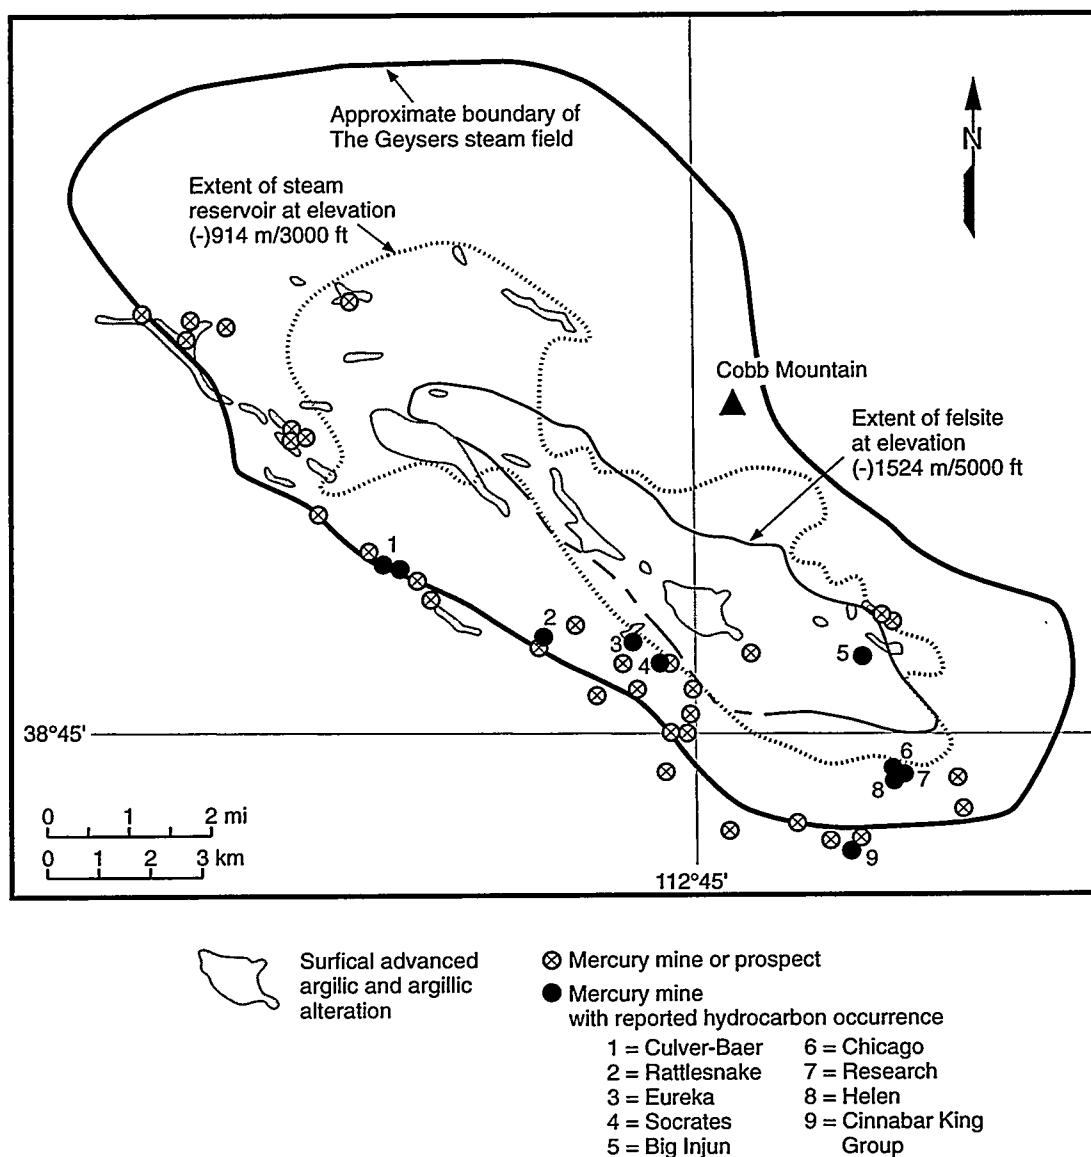 Approximate boundary of
The Geysers steam field
N
Extent of steam
reservoir at elevation
(-)914 m/3000 ft
Cobb Mountain
Extent of felsite
at elevation
(-)1524 m/5000 ft
1
2
3
4
5
38°45'
6
7
8
9
0 1 2 mi
0 1 2 3 km
112°45'
Surfical advanced
argilic and argillic
alteration
Mercury mine or prospect
Mercury mine
with reported hydrocarbon occurrence
1 = Culver-Baer 6 = Chicago
2 = Rattlesnake 7 = Research
3 = Eureka 8 = Helen
4 = Socrates 9 = Cinnabar King
5 = Big Injun Group